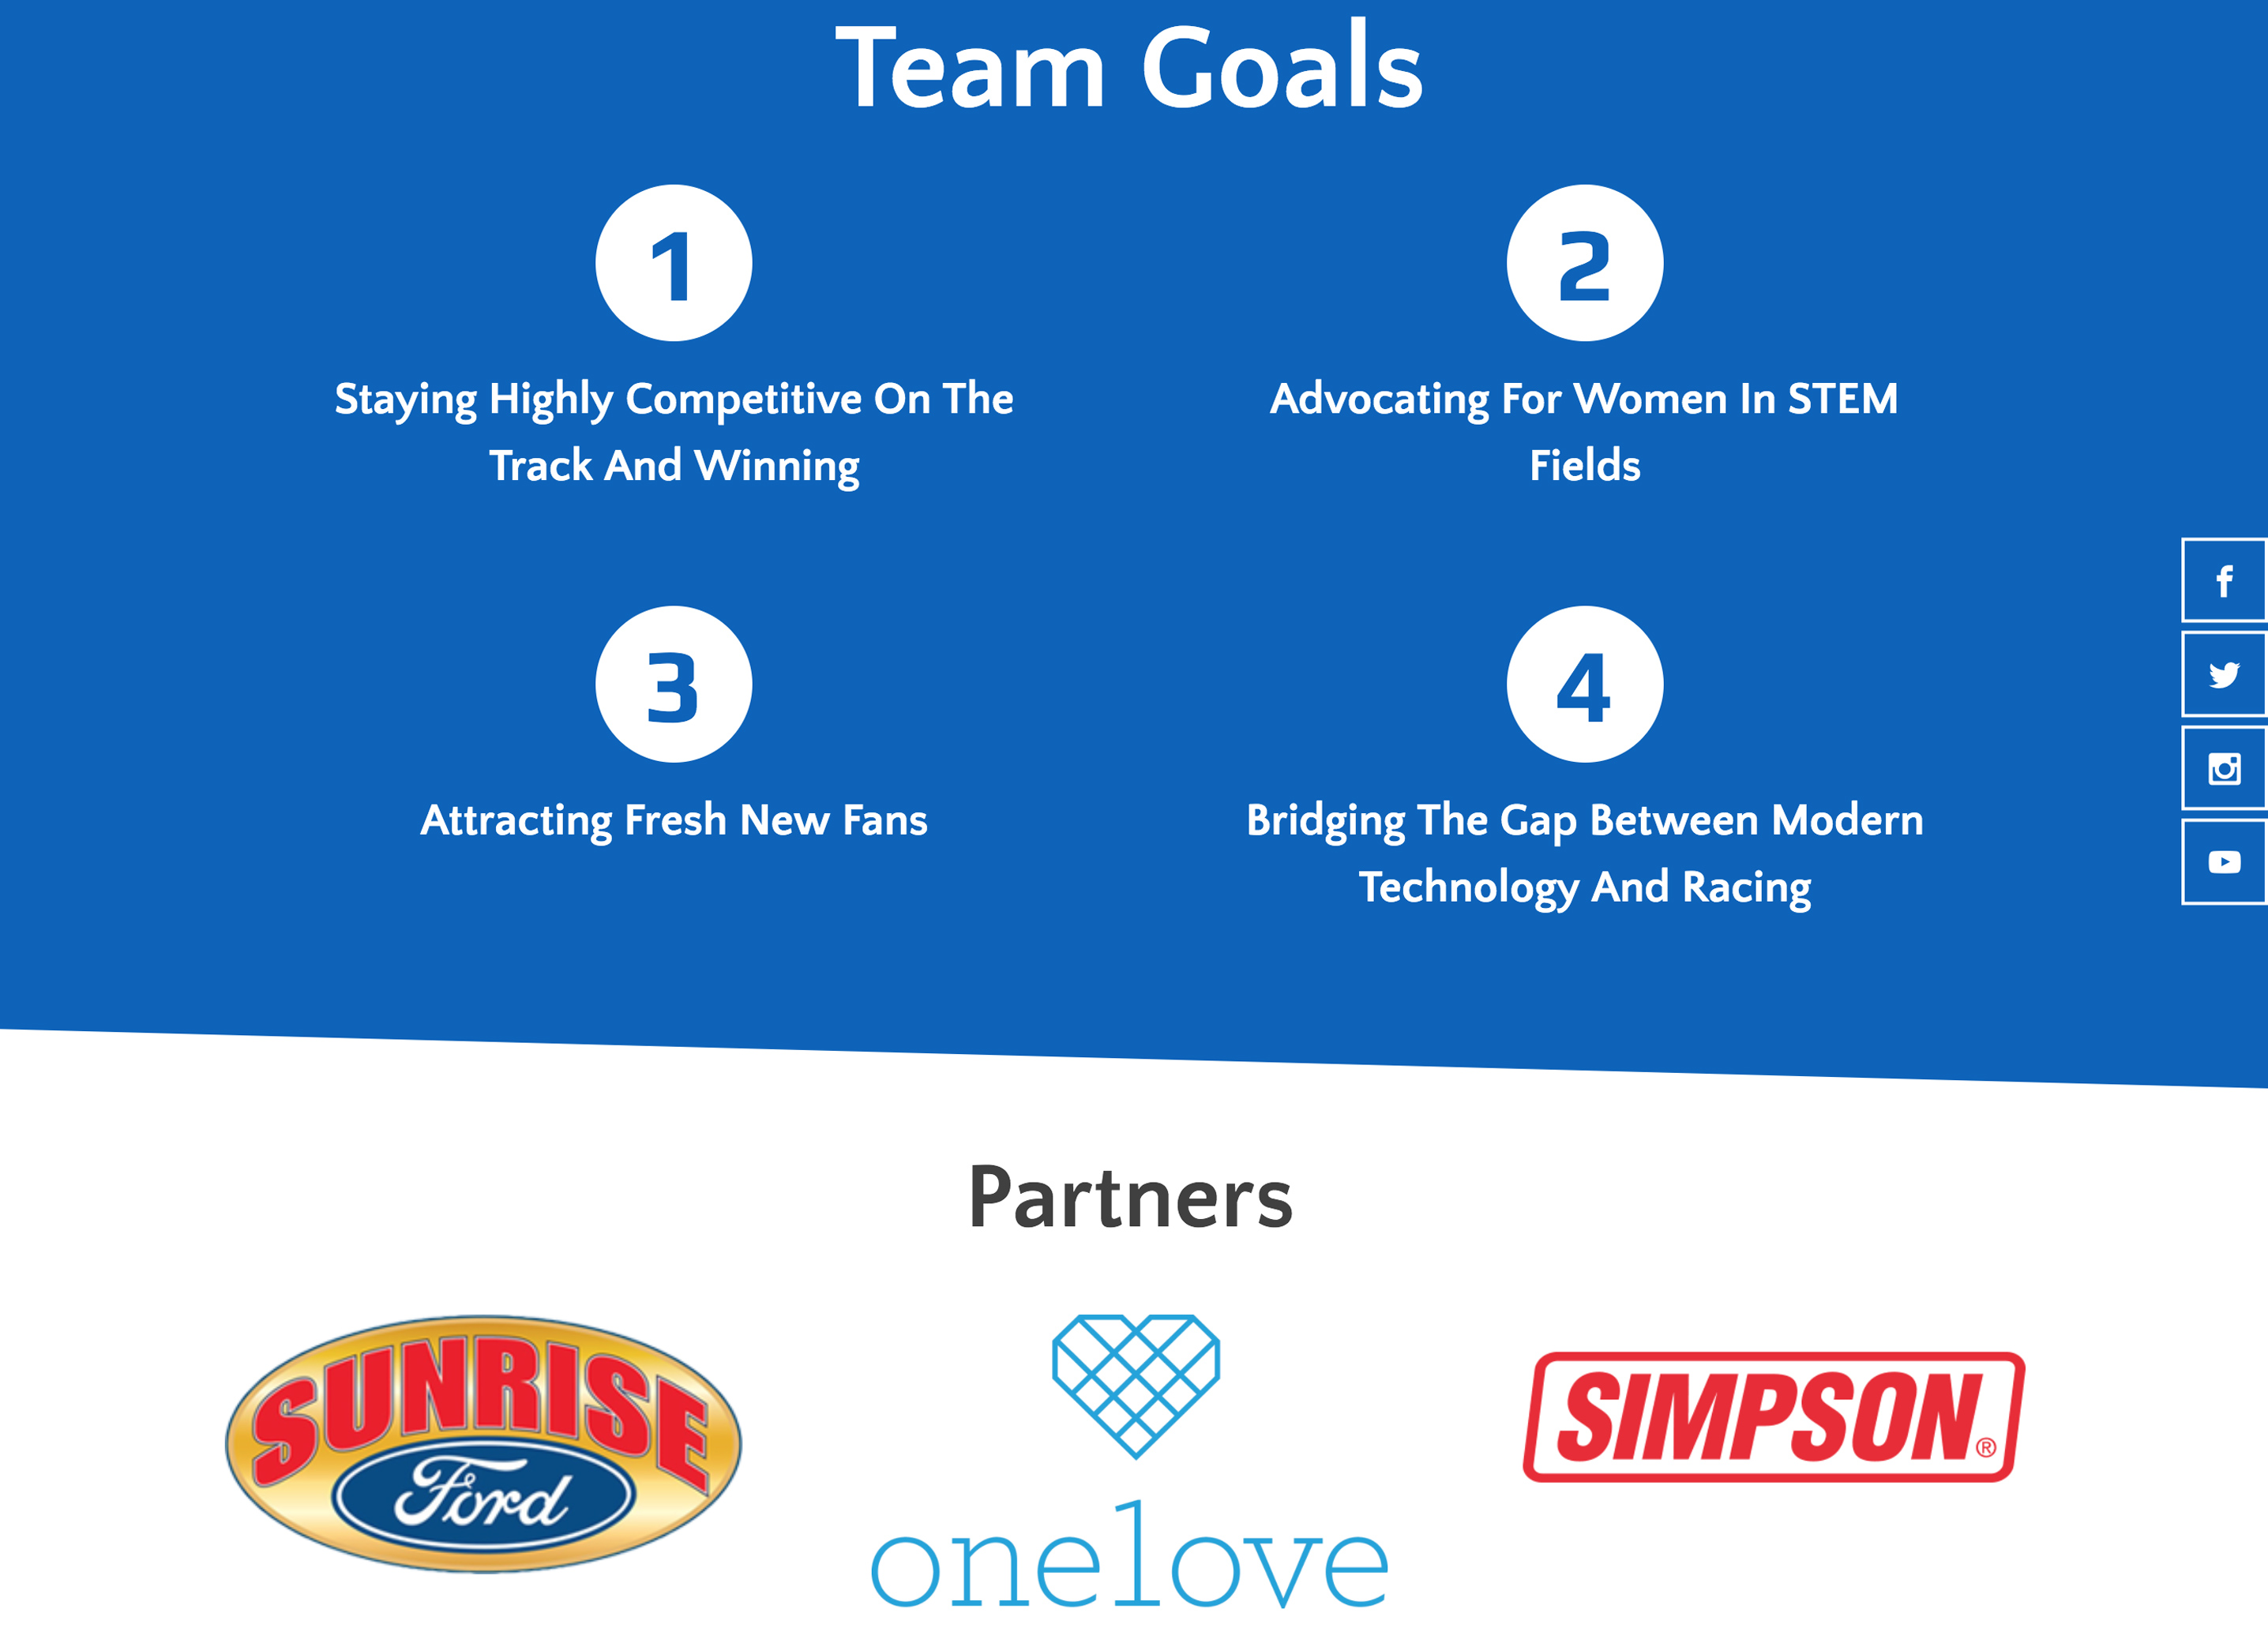 Team Goals
1
2
Staying Highly Competitive On The
Track And Winning
Advocating For Women In STEM
Fields
3
4
Attracting Fresh New Fans
Bridging The Gap Between Modern
Technology And Racing
f
Partners
SUNRISE
Ford
onelove
SIMPSON®